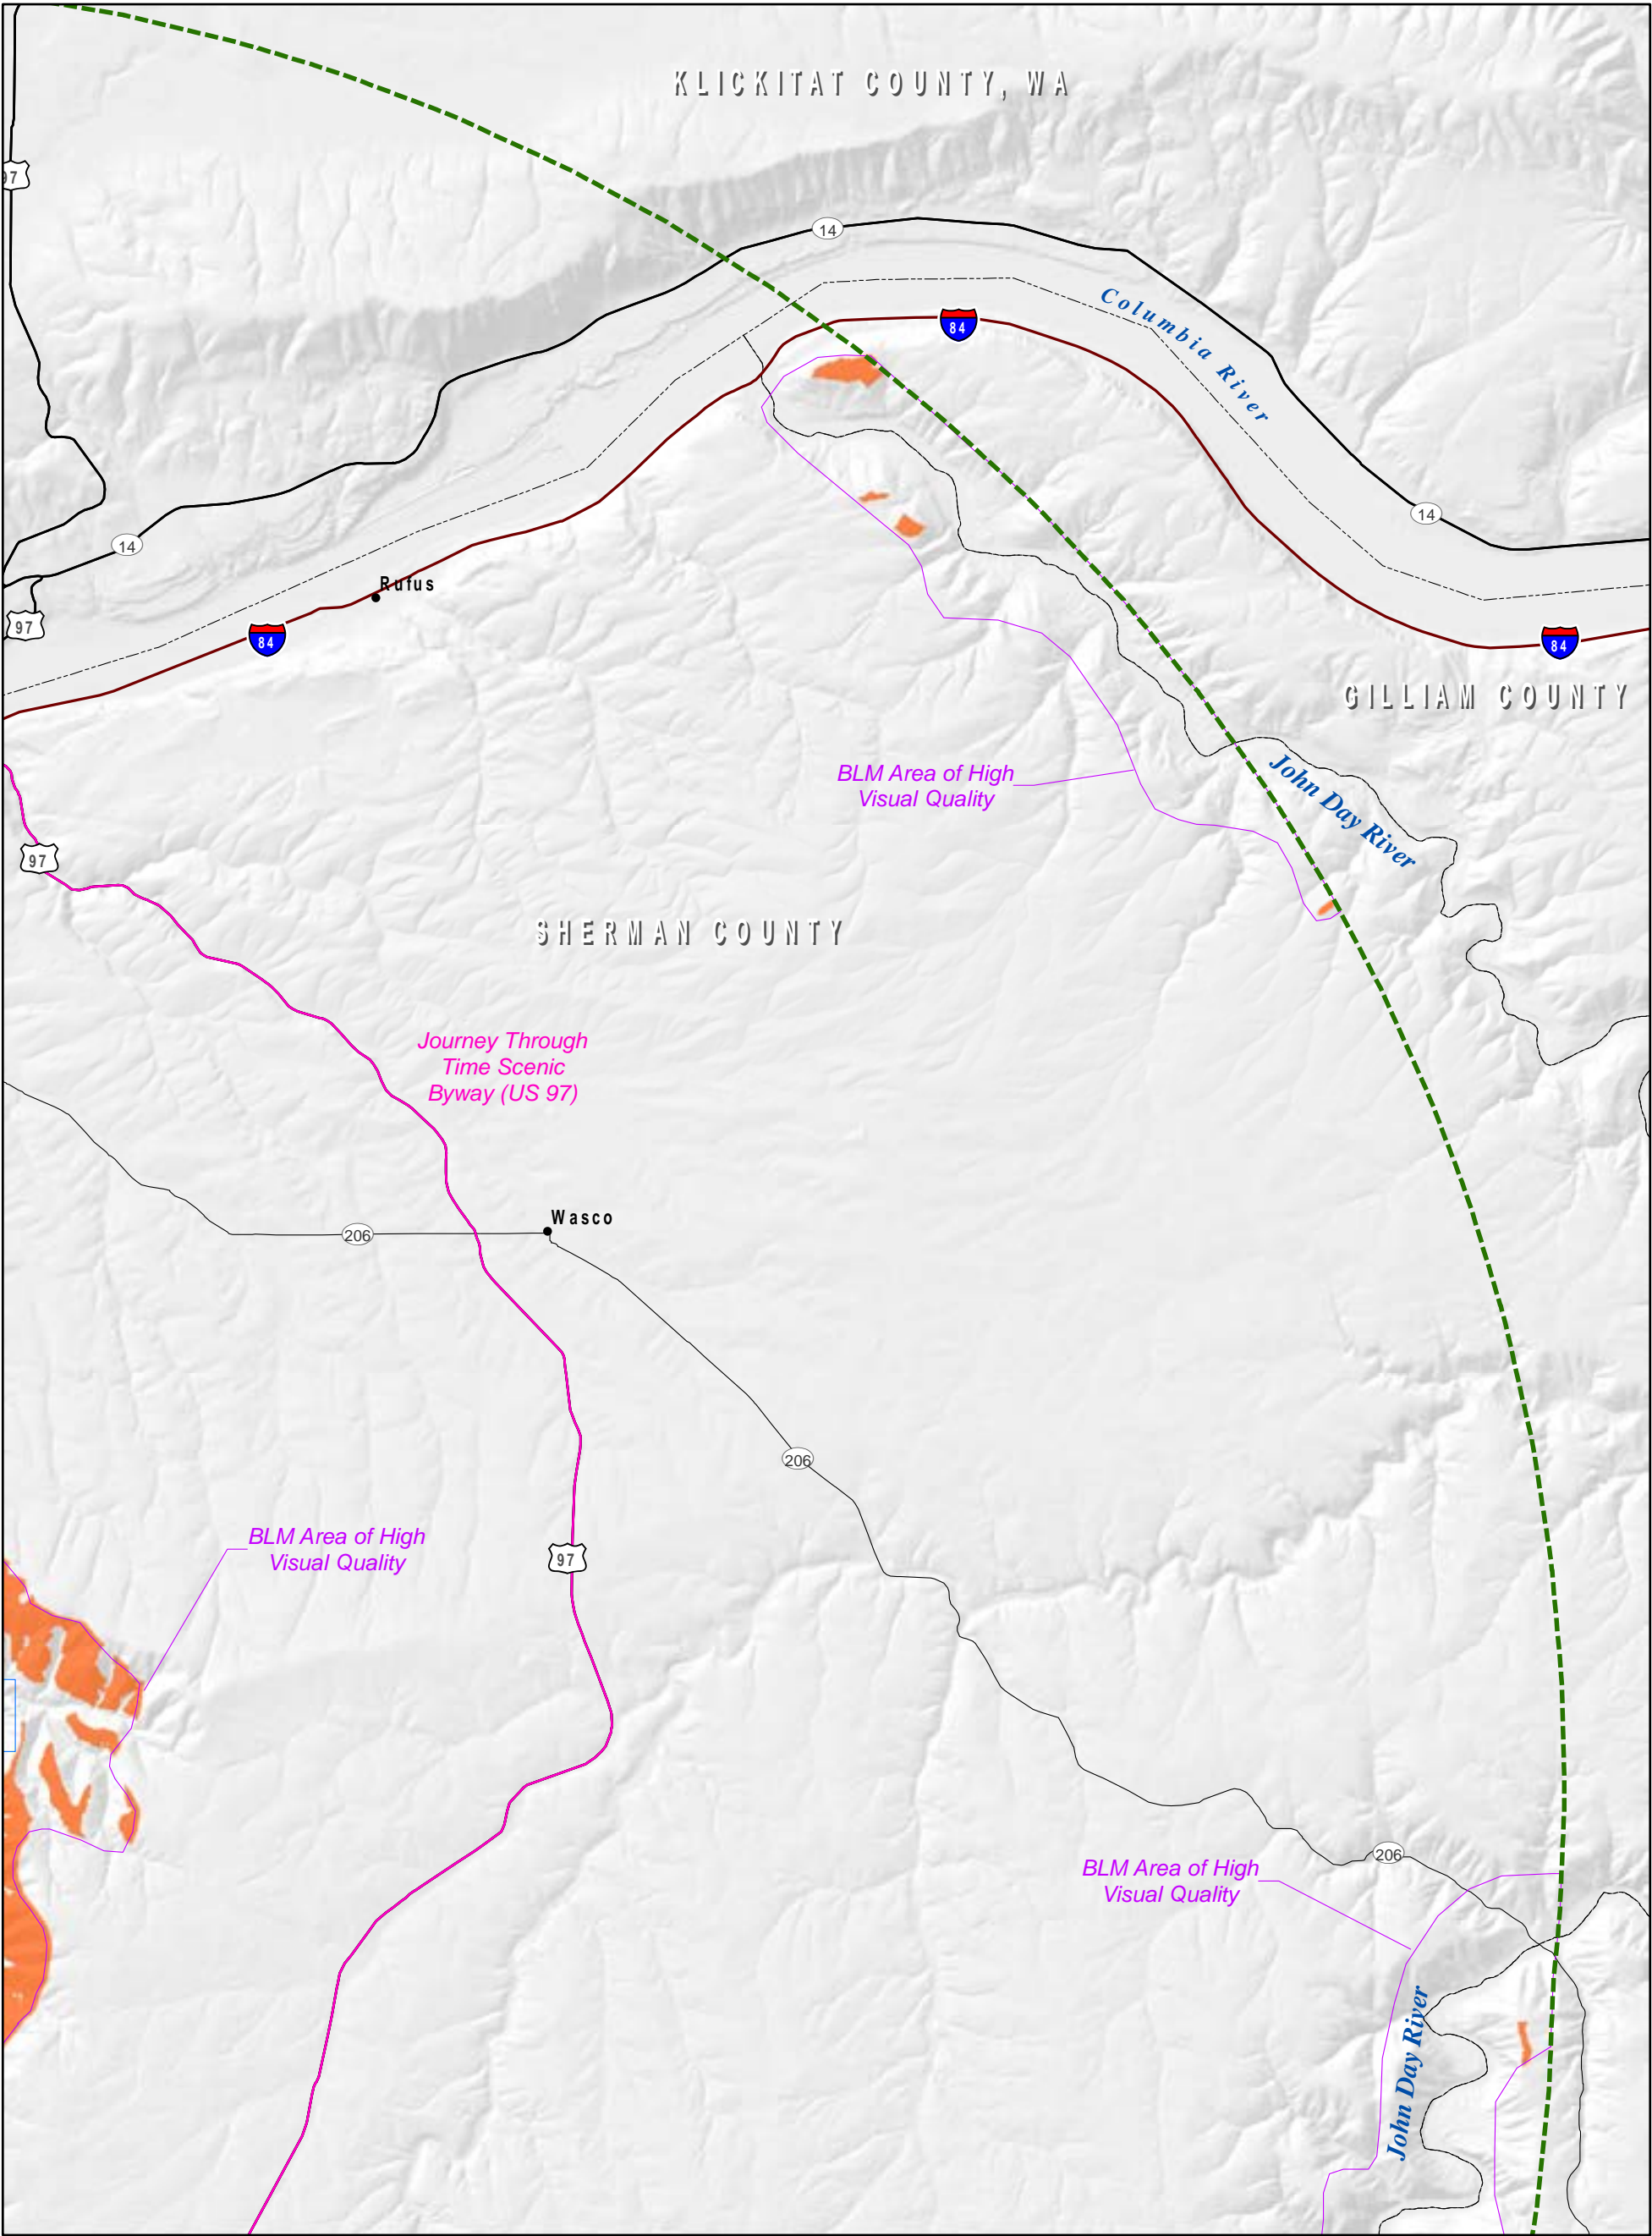 KLICKITAT COUNTY, WA
97
14
Columbia River
84
14
14
Rufus
97
84
84
GILLIAM COUNTY
BLM Area of High
Visual Quality
John Day River
97
SHERMAN COUNTY
Journey Through
Time Scenic
Byway (US 97)
Wasco
206
206
BLM Area of High
Visual Quality
97
206
BLM Area of High
Visual Quality
John Day River